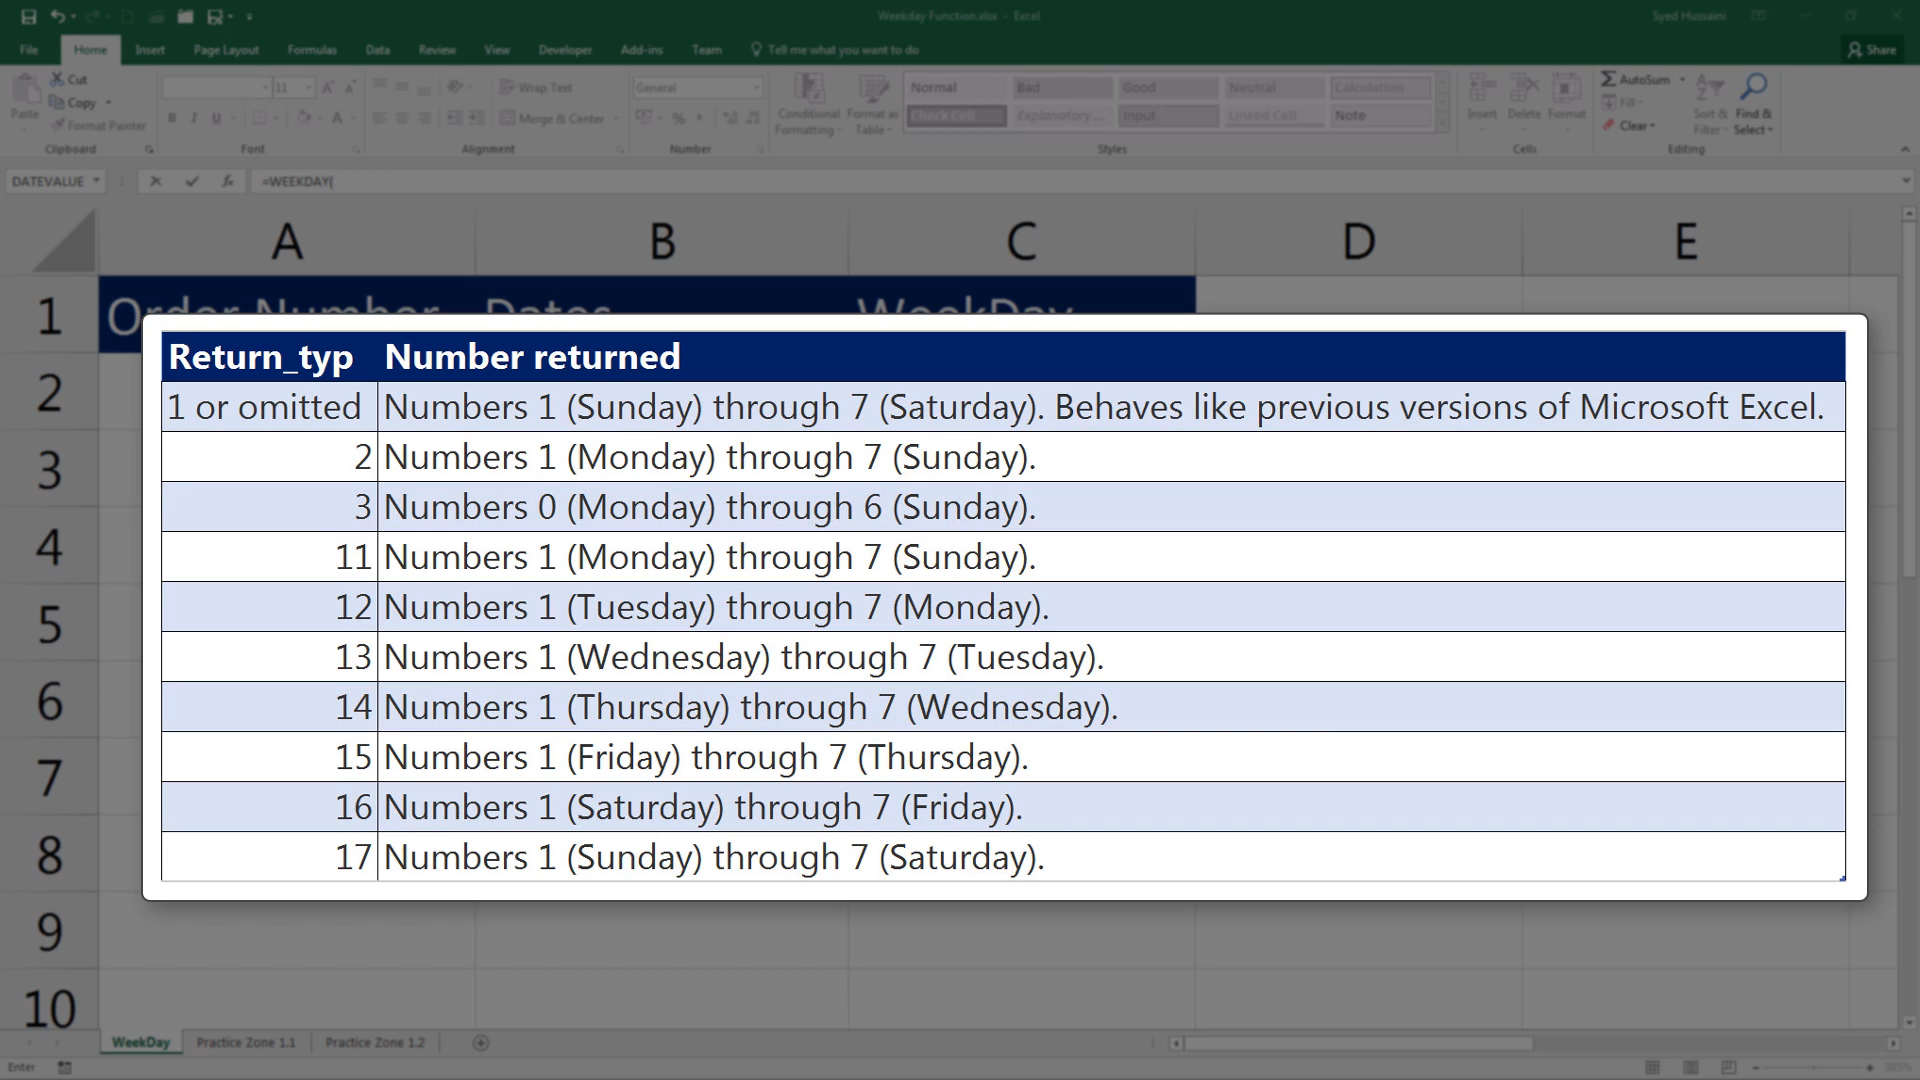 Weekday Function.xlsx - Excel
Syed Hussaini
File Home Insert Page Layout Formulas Data Review View Developer Add-ins Team Tell me what you want to do Share
Paste
Cut
Copy
Format Painter
Clipboard
11
B I U
Font
Wrap Text
Merge & Center
Alignment
General
%
Number
Conditional Formatting
Format as Table
Normal Bad Good Neutral Calculation
Check Cell Explanatory ... Input Linked Cell Note
Styles
Insert Delete Format
Cells
AutoSum
Fill
Clear
Sort & Filter
Find & Select
Editing
DATEVALUE fx =WEEKDAY(
A B C D E
1 Order Number Dates WeekDay
2
3
4
5
6
7
8
9
10
Return_typ Number returned
1 or omitted Numbers 1 (Sunday) through 7 (Saturday). Behaves like previous versions of Microsoft Excel.
2 Numbers 1 (Monday) through 7 (Sunday).
3 Numbers 0 (Monday) through 6 (Sunday).
11 Numbers 1 (Monday) through 7 (Sunday).
12 Numbers 1 (Tuesday) through 7 (Monday).
13 Numbers 1 (Wednesday) through 7 (Tuesday).
14 Numbers 1 (Thursday) through 7 (Wednesday).
15 Numbers 1 (Friday) through 7 (Thursday).
16 Numbers 1 (Saturday) through 7 (Friday).
17 Numbers 1 (Sunday) through 7 (Saturday).
WeekDay Practice Zone 1.1 Practice Zone 1.2
Enter